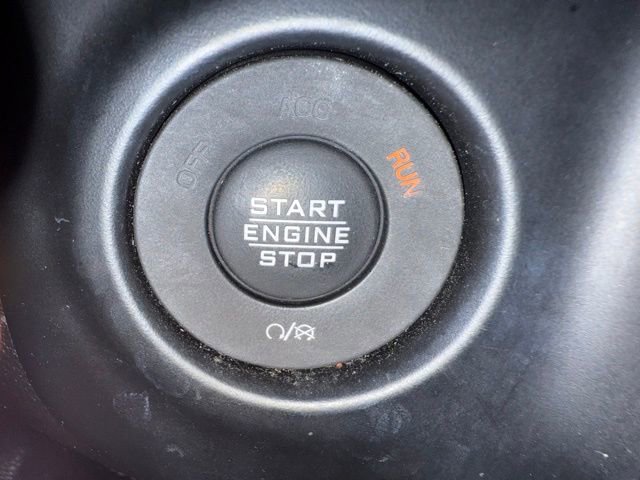 ACC
OFF
RUN
START
ENGINE
STOP